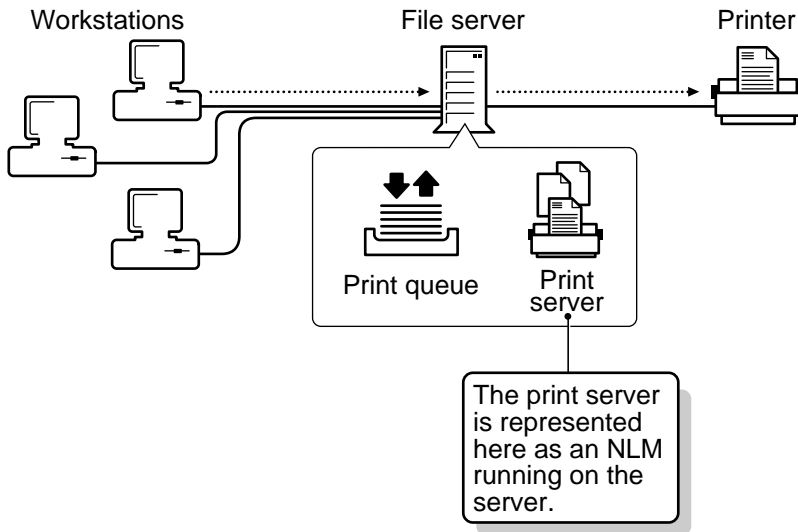 Workstations
File server
Printer
Print queue
Print
server
The print server
is represented
here as an NLM
running on the
server.